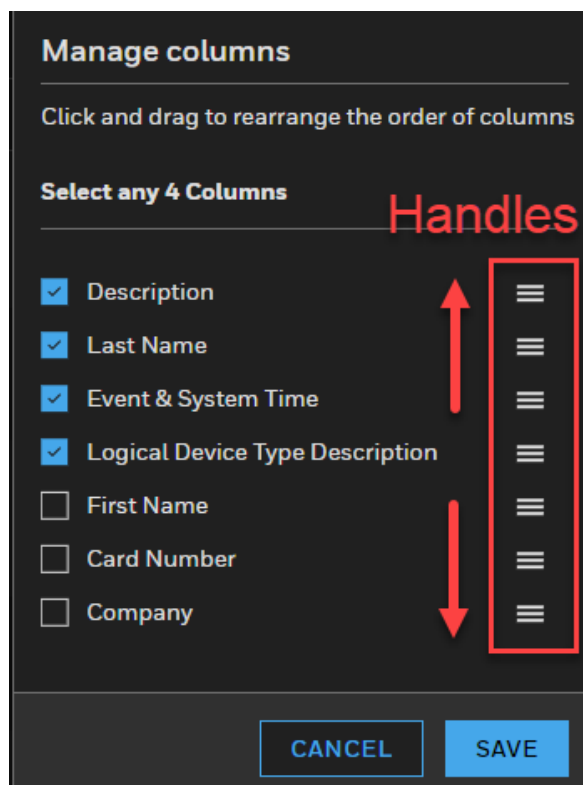 Manage columns
Click and drag to rearrange the order of columns
Select any 4 Columns
Handles
Description
Last Name
Event & System Time
Logical Device Type Description
First Name
Card Number
Company
CANCEL
SAVE